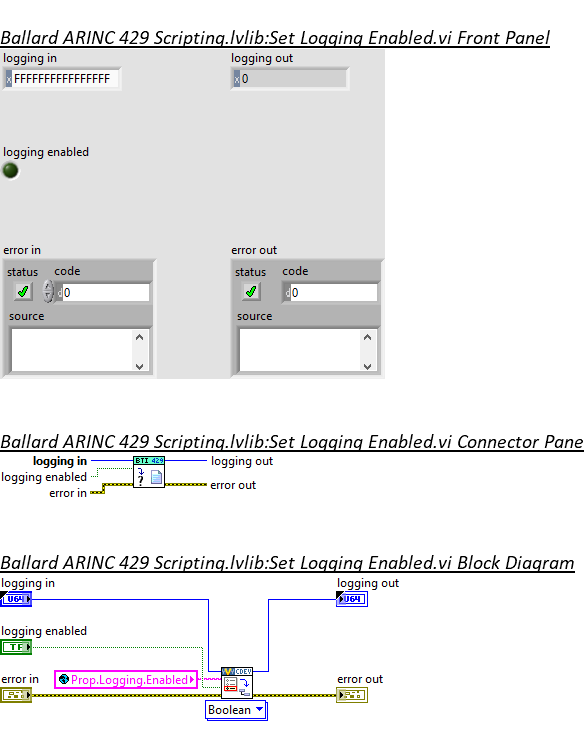 Ballard ARINC 429 Scripting.lvlib:Set Logging Enabled.vi Front Panel
logging in
logging out
x FFFFFFFFFFFFFFFF
x 0
logging enabled
error in
error out
status code
status code
d 0
d 0
source
source
Ballard ARINC 429 Scripting.lvlib:Set Logging Enabled.vi Connector Pane
logging in
BTI 429
logging out
logging enabled
?
error in
error out
Ballard ARINC 429 Scripting.lvlib:Set Logging Enabled.vi Block Diagram
logging in
logging out
U64
U64
logging enabled
TF
error in
Prop.Logging.Enabled
CDEV
error out
Boolean